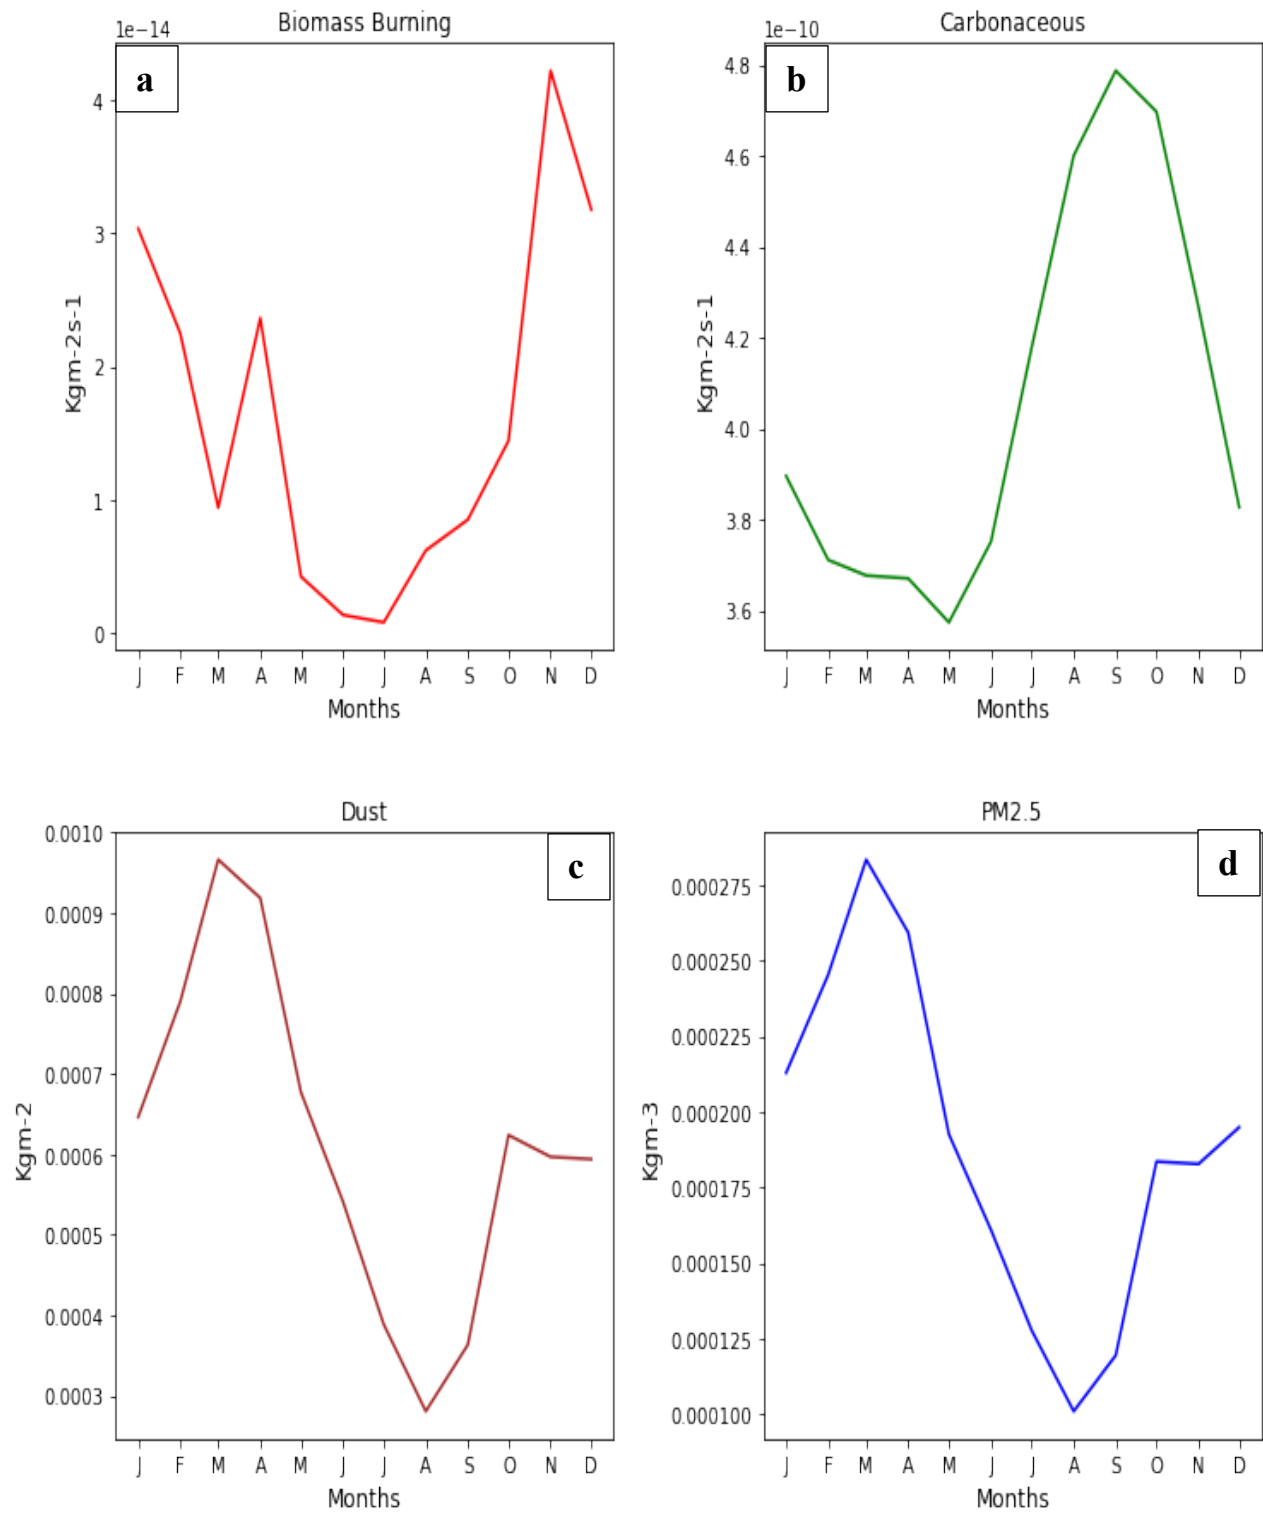 Biomass Burning
1e−14
a
4
3
2
1
0
Kgm-2s-1
J F M A M J J A S O N D
Months
Carbonaceous
1e−10
b
4.8
4.6
4.4
4.2
4.0
3.8
3.6
Kgm-2s-1
J F M A M J J A S O N D
Months
Dust
c
0.0010
0.0009
0.0008
0.0007
0.0006
0.0005
0.0004
0.0003
Kgm-2
J F M A M J J A S O N D
Months
PM2.5
d
0.000275
0.000250
0.000225
0.000200
0.000175
0.000150
0.000125
0.000100
Kgm-3
J F M A M J J A S O N D
Months